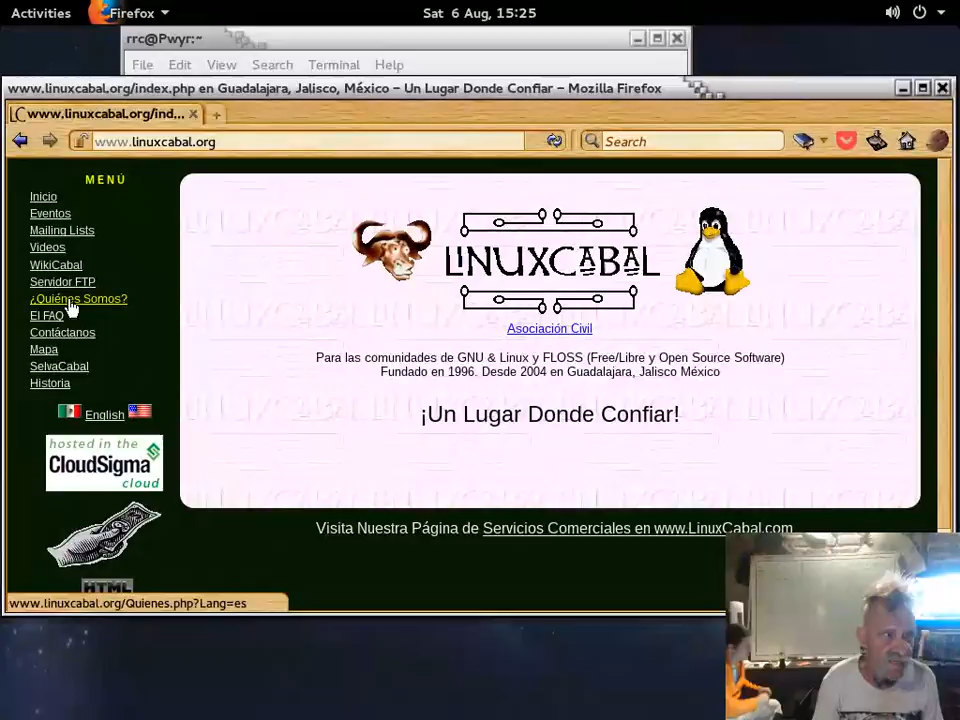 Activities Firefox Sat 6 Aug, 15:25
rrc@Pwyr:~
File Edit View Search Terminal Help
www.linuxcabal.org/index.php en Guadalajara, Jalisco, México - Un Lugar Donde Confiar - Mozilla Firefox
LC www.linuxcabal.org/ind... × +
www.linuxcabal.org Search
MENÚ
Inicio
Eventos
Mailing Lists
Videos
WikiCabal
Servidor FTP
¿Quiénes Somos?
El FAQ
Contáctanos
Mapa
SelvaCabal
Historia
English
hosted in the
CloudSigma
cloud
HTML
LINUXCABAL
Asociación Civil
Para las comunidades de GNU & Linux y FLOSS (Free/Libre y Open Source Software)
Fundado en 1996. Desde 2004 en Guadalajara, Jalisco México
¡Un Lugar Donde Confiar!
Visita Nuestra Página de Servicios Comerciales en www.LinuxCabal.com
www.linuxcabal.org/Quienes.php?Lang=es